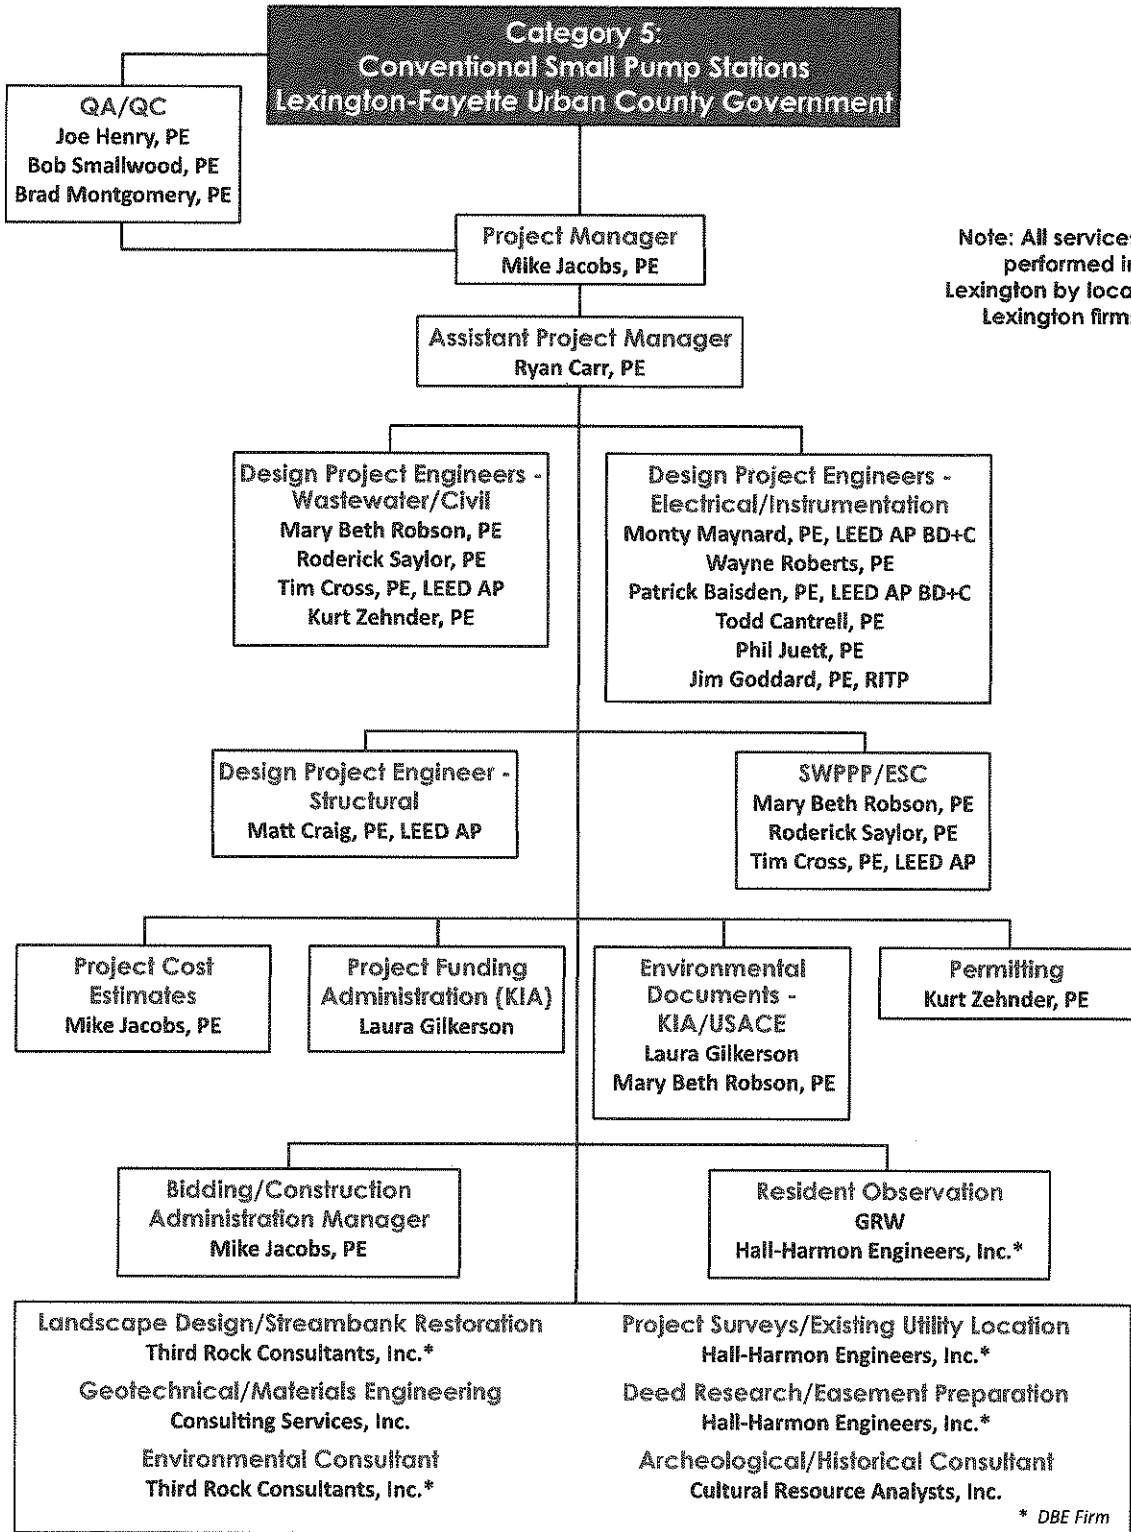 Category 5:
Conventional Small Pump Stations
Lexington-Fayette Urban County Government
QA/QC
Joe Henry, PE
Bob Smallwood, PE
Brad Montgomery, PE
Project Manager
Mike Jacobs, PE
Note: All services
performed in
Lexington by loca
Lexington firms
Assistant Project Manager
Ryan Carr, PE
Design Project Engineers -
Wastewater/Civil
Mary Beth Robson, PE
Roderick Saylor, PE
Tim Cross, PE, LEED AP
Kurt Zehnder, PE
Design Project Engineers -
Electrical/Instrumentation
Monty Maynard, PE, LEED AP BD+C
Wayne Roberts, PE
Patrick Baisden, PE, LEED AP BD+C
Todd Cantrell, PE
Phil Juett, PE
Jim Goddard, PE, RITP
Design Project Engineer -
Structural
Matt Craig, PE, LEED AP
SWPPP/ESC
Mary Beth Robson, PE
Roderick Saylor, PE
Tim Cross, PE, LEED AP
Project Cost
Estimates
Mike Jacobs, PE
Project Funding
Administration (KIA)
Laura Gilkerson
Environmental
Documents -
KIA/USACE
Laura Gilkerson
Mary Beth Robson, PE
Permitting
Kurt Zehnder, PE
Bidding/Construction
Administration Manager
Mike Jacobs, PE
Resident Observation
GRW
Hall-Harmon Engineers, Inc.*
Landscape Design/Streambank Restoration
Third Rock Consultants, Inc.*
Geotechnical/Materials Engineering
Consulting Services, Inc.
Environmental Consultant
Third Rock Consultants, Inc.*
Project Surveys/Existing Utility Location
Hall-Harmon Engineers, Inc.*
Deed Research/Easement Preparation
Hall-Harmon Engineers, Inc.*
Archeological/Historical Consultant
Cultural Resource Analysts, Inc.
* DBE Firm